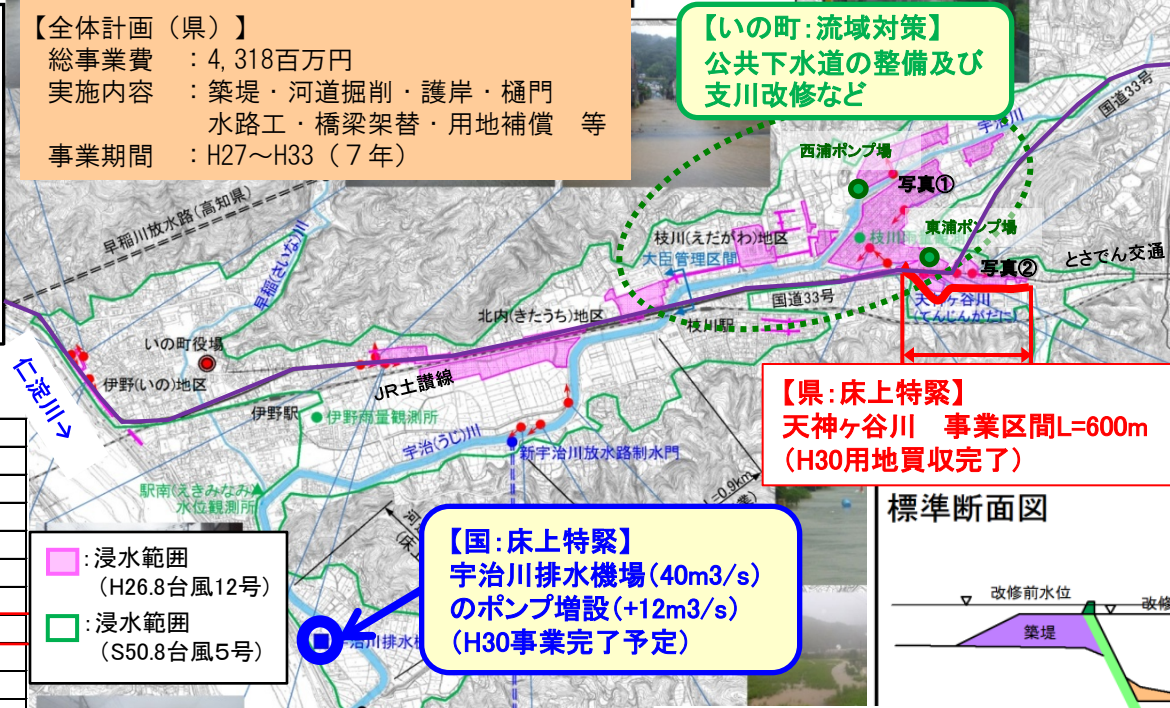 【全体計画（県）】
総事業費　：4,318百万円
実施内容　：築堤・河道掘削・護岸・樋門
水路工・橋梁架替・用地補償　等
事業期間　：H27～H33（７年）
【いの町：流域対策】
公共下水道の整備及び
支川改修など
国道33号
宇治川
西浦ポンプ場
写真①
早稲川放水路(高知県)
早稲(さいな)川
枝川(えだがわ)地区
大臣管理区間
枝川
東浦ポンプ場
写真②
とさでん交通
国道33号
天神ヶ谷川
(てんじんがだに)
北内(きたうち)地区
枝川駅
いの町役場
伊野(いの)地区
JR土讃線
仁淀川→
伊野駅
伊野雨量観測所
宇治(うじ)川
新宇治川放水路制水門
駅南(えきみなみ)
水位観測所
【県：床上特緊】
天神ヶ谷川　事業区間L=600m
（H30用地買収完了）
L=0.9km
【国：床上特緊】
宇治川排水機場（40m3/s）
のポンプ増設（+12m3/s）
（H30事業完了予定）
：浸水範囲
（H26.8台風12号）
：浸水範囲
（S50.8台風５号）
宇治川排水機
標準断面図
改修前水位
改修
築堤